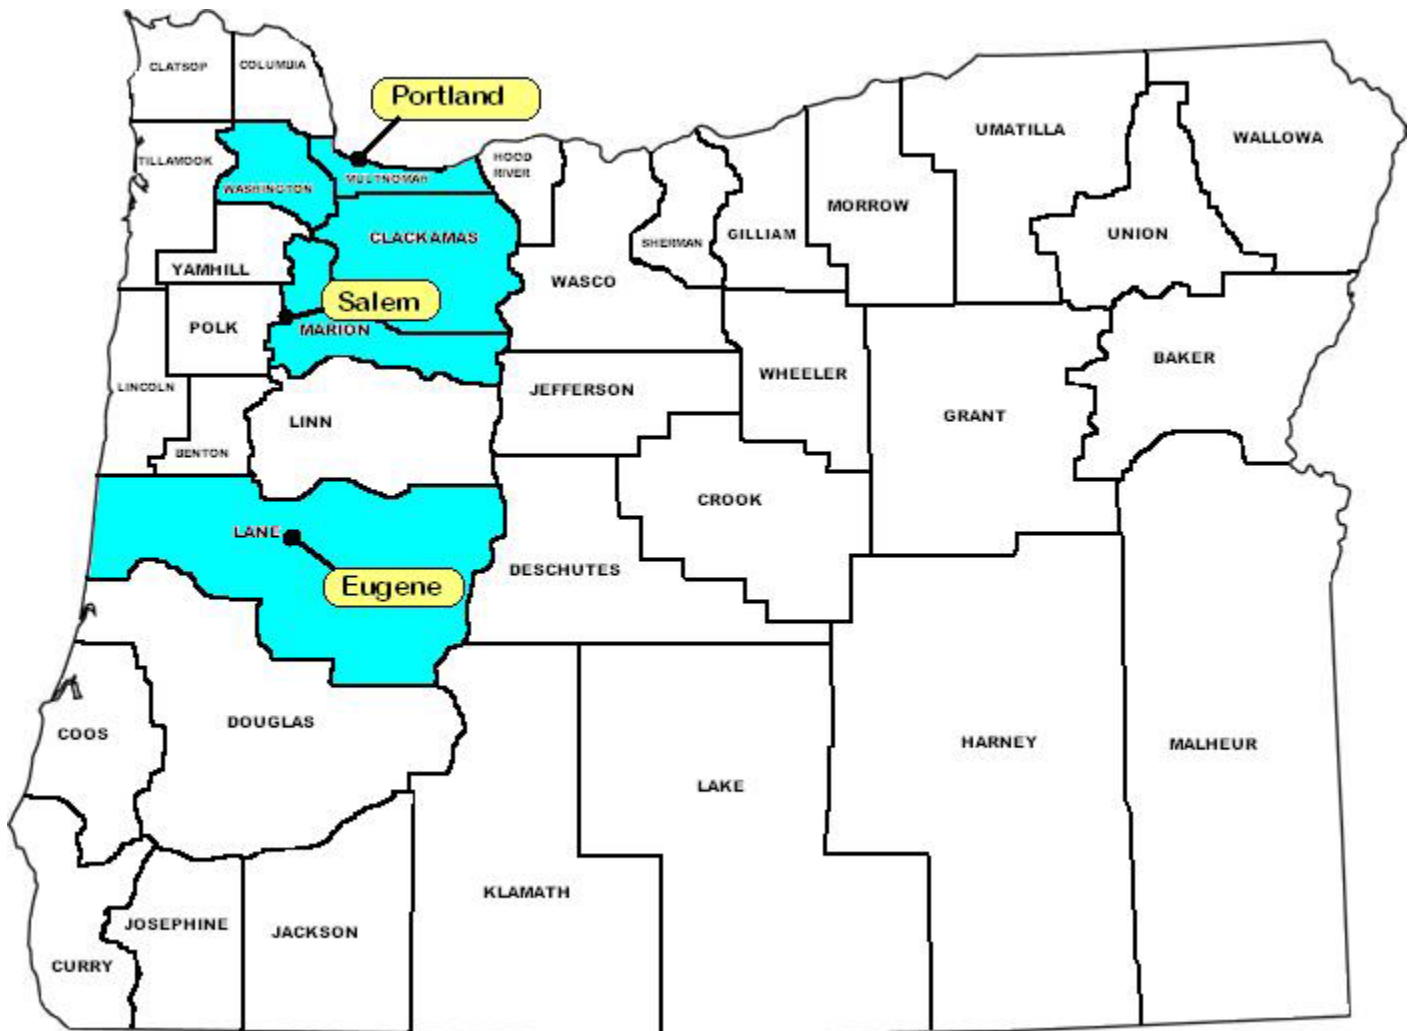 CLATSOP
COLUMBIA
Portland
UMATILLA
WALLOWA
TILLAMOOK
HOOD
RIVER
MULTNOMAH
WASHINGTON
MORROW
CLACKAMAS
GILLIAM
UNION
SHERMAN
YAMHILL
WASCO
Salem
POLK
MARION
BAKER
WHEELER
LINCOLN
JEFFERSON
GRANT
LINN
BENTON
CROOK
LANE
DESCHUTES
Eugene
DOUGLAS
COOS
HARNEY
MALHEUR
LAKE
KLAMATH
JOSEPHINE
JACKSON
CURRY